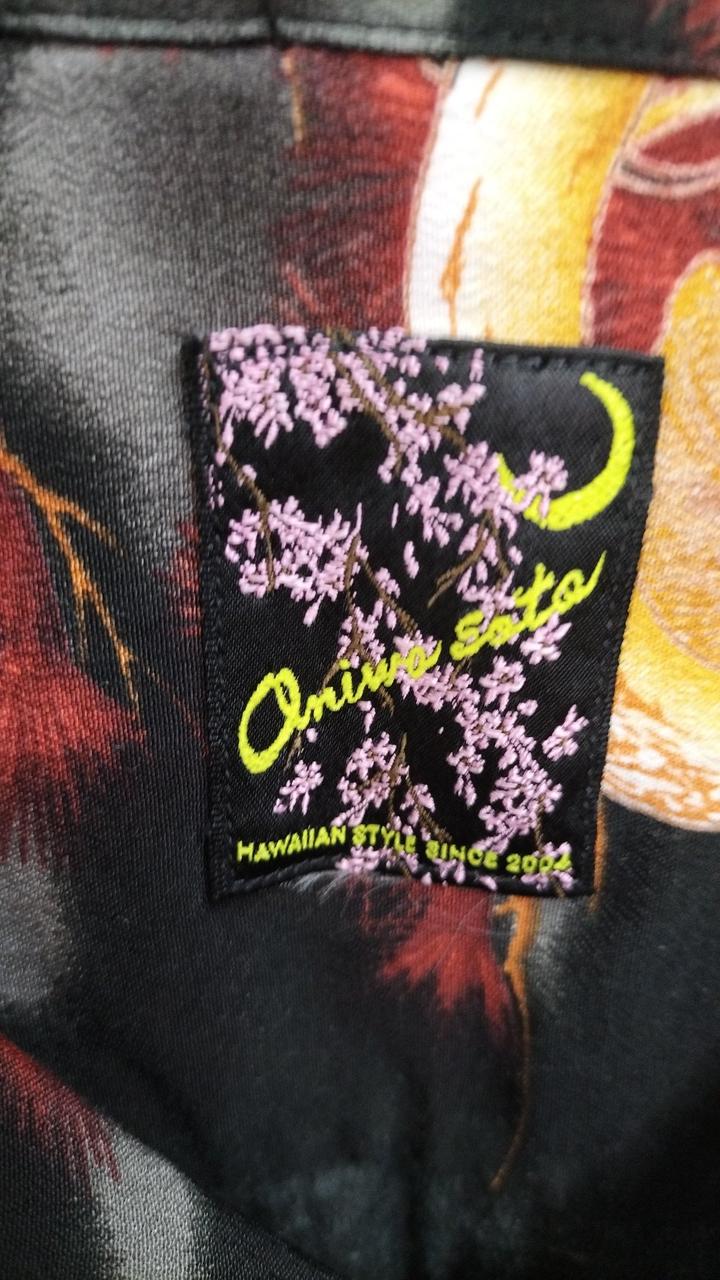 Oniwa sato
HAWAIIAN STYLE SINCE 2004